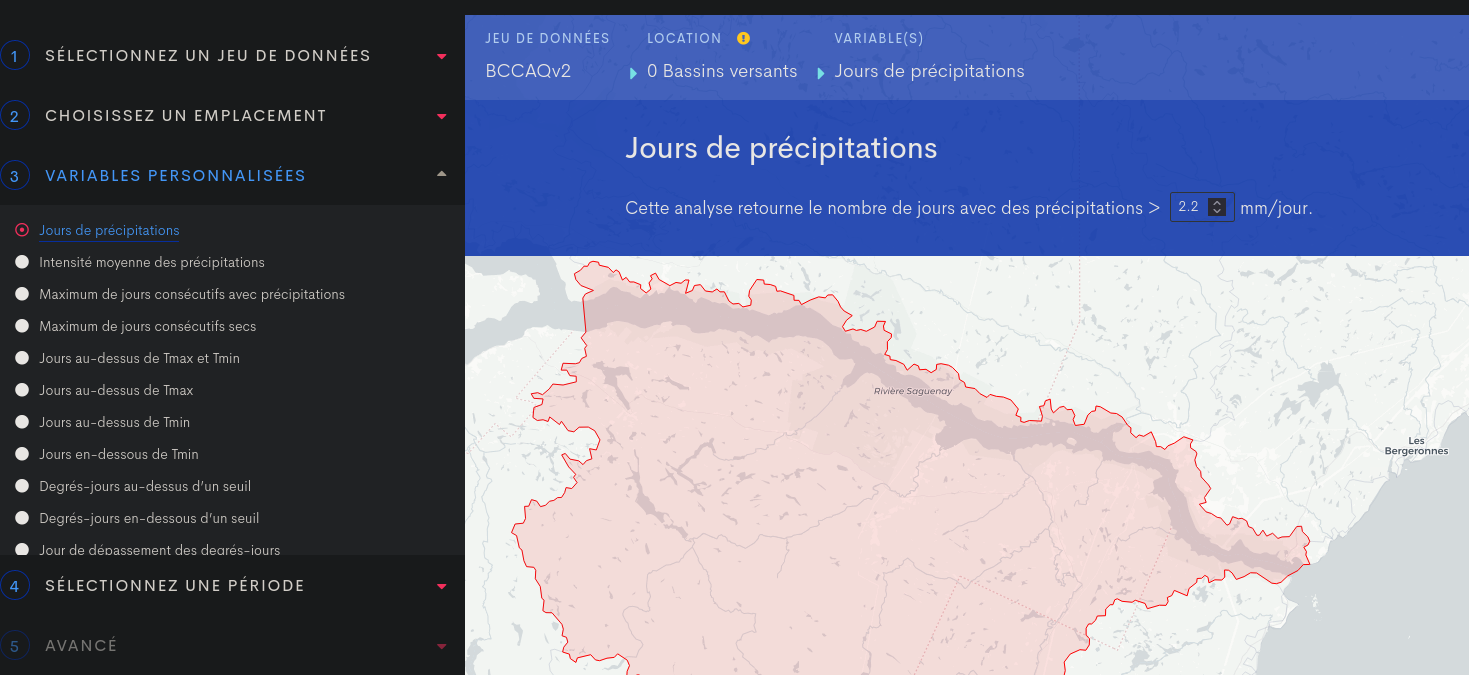 1 SÉLECTIONNEZ UN JEU DE DONNÉES
2 CHOISISSEZ UN EMPLACEMENT
3 VARIABLES PERSONNALISÉES
Jours de précipitations
Intensité moyenne des précipitations
Maximum de jours consécutifs avec précipitations
Maximum de jours consécutifs secs
Jours au-dessus de Tmax et Tmin
Jours au-dessus de Tmax
Jours au-dessus de Tmin
Jours en-dessous de Tmin
Degrés-jours au-dessus d’un seuil
Degrés-jours en-dessous d’un seuil
Jour de dépassement des degrés-jours
4 SÉLECTIONNEZ UNE PÉRIODE
5 AVANCÉ
JEU DE DONNÉES LOCATION ! VARIABLE(S)
BCCAQv2 0 Bassins versants Jours de précipitations
Jours de précipitations
Cette analyse retourne le nombre de jours avec des précipitations > 2.2 mm/jour.
Rivière Saguenay
Les
Bergeronnes